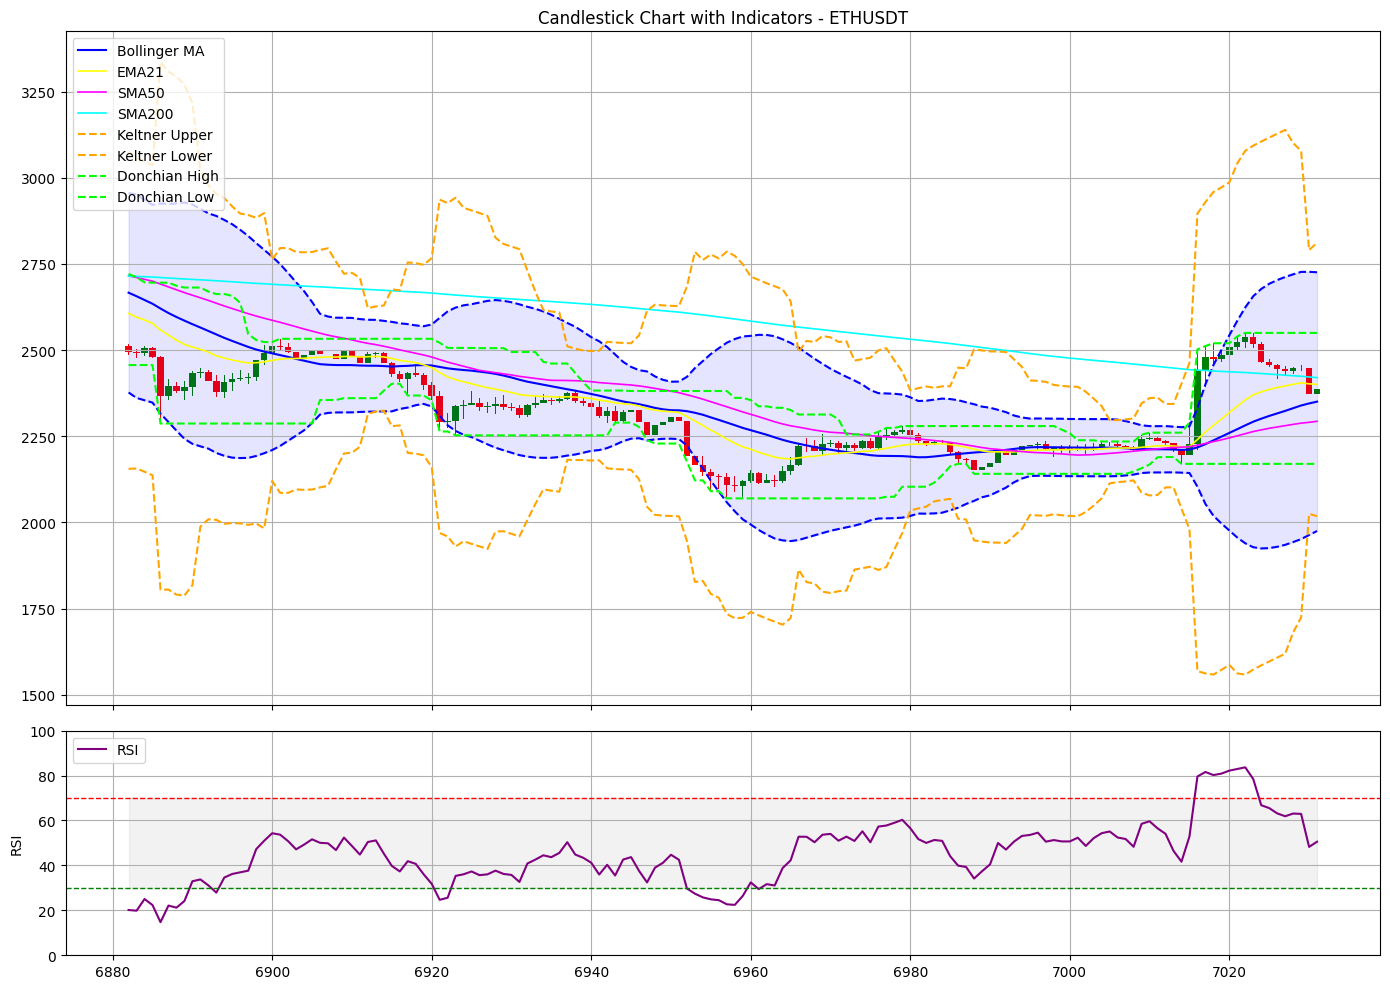 Candlestick Chart with Indicators - ETHUSDT
Bollinger MA
EMA21
SMA50
SMA200
Keltner Upper
Keltner Lower
Donchian High
Donchian Low
3250
3000
2750
2500
2250
2000
1750
1500
RSI
100
80
60
40
20
0
RSI
6880 6900 6920 6940 6960 6980 7000 7020